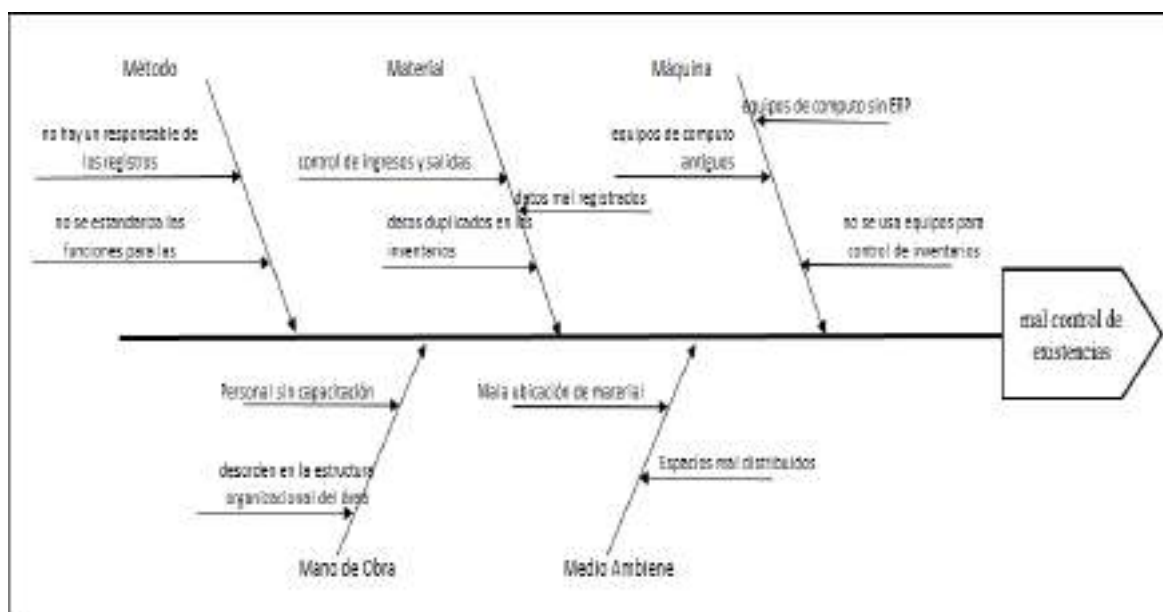 Método
Material
Máquina
equipos de computo sin ERP
no hay un responsable de
los registros
control de ingresos y salidas
equipos de computo
antiguos
datos mal registrados
no se estandariza las
funciones para las
datos duplicados en los
inventarios
no se usa equipos para
control de inventarios
mal control de
existencias
Personal sin capacitación
Mala ubicación de material
desorden en la estructura
organizacional del área
Espacios mal distribuidos
Mano de Obra
Medio Ambiene